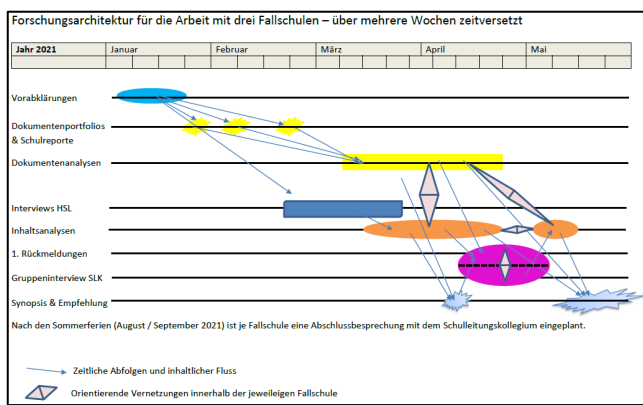 Forschungsarchitektur für die Arbeit mit drei Fallschulen – über mehrere Wochen zeitversetzt
Jahr 2021 Januar Februar März April Mai
Vorabklärungen
Dokumentenportfolios
& Schulreporte
Dokumentenanalysen
Interviews HSL
Inhaltsanalysen
1. Rückmeldungen
Gruppeninterview SLK
Synopsis & Empfehlung
Nach den Sommerferien (August / September 2021) ist je Fallschule eine Abschlussbesprechung mit dem Schulleitungskollegium eingeplant.
Zeitliche Abfolgen und inhaltlicher Fluss
Orientierende Vernetzungen innerhalb der jeweileigen Fallschule